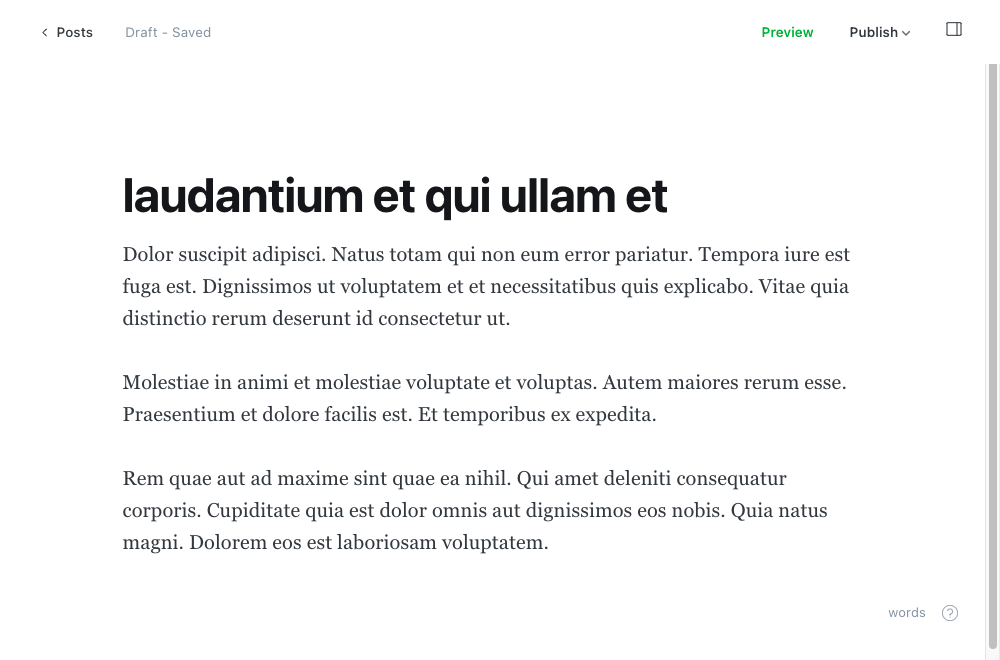 Posts
Draft - Saved
Preview
Publish
laudantium et qui ullam et
Dolor suscipit adipisci. Natus totam qui non eum error pariatur. Tempora iure est
fuga est. Dignissimos ut voluptatem et et necessitatibus quis explicabo. Vitae quia
distinctio rerum deserunt id consectetur ut.
Molestiae in animi et molestiae voluptate et voluptas. Autem maiores rerum esse.
Praesentium et dolore facilis est. Et temporibus ex expedita.
Rem quae aut ad maxime sint quae ea nihil. Qui amet deleniti consequatur
corporis. Cupiditate quia est dolor omnis aut dignissimos eos nobis. Quia natus
magni. Dolorem eos est laboriosam voluptatem.
words
?